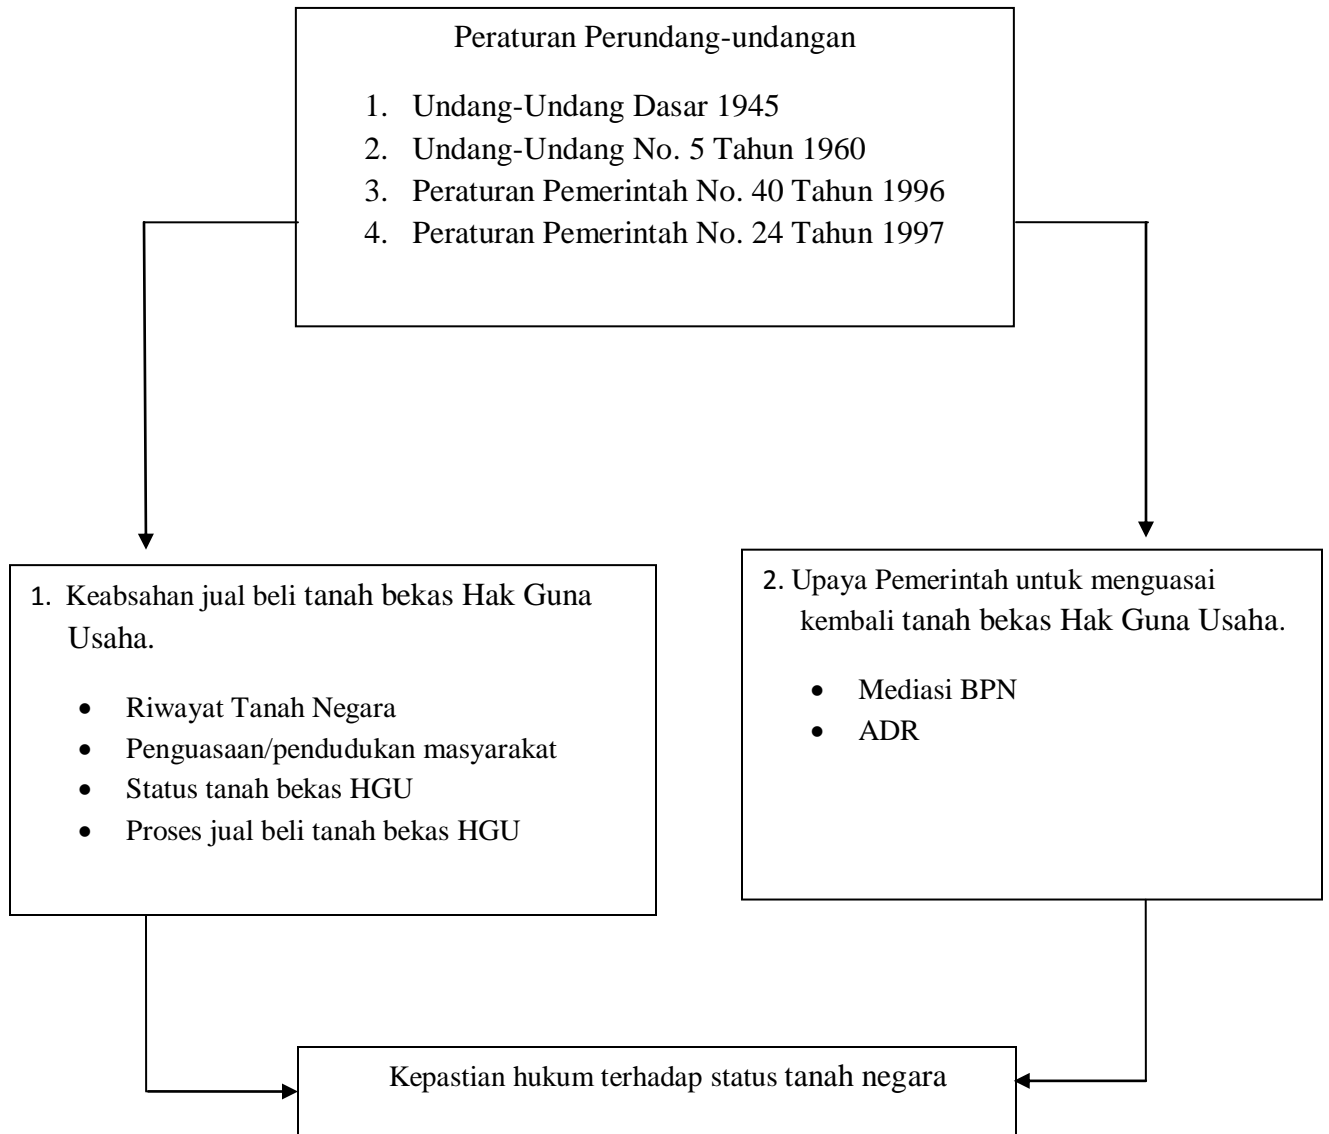 Peraturan Perundang-undangan
1. Undang-Undang Dasar 1945
2. Undang-Undang No. 5 Tahun 1960
3. Peraturan Pemerintah No. 40 Tahun 1996
4. Peraturan Pemerintah No. 24 Tahun 1997
1. Keabsahan jual beli tanah bekas Hak Guna
Usaha.
• Riwayat Tanah Negara
• Penguasaan/pendudukan masyarakat
• Status tanah bekas HGU
• Proses jual beli tanah bekas HGU
2. Upaya Pemerintah untuk menguasai
kembali tanah bekas Hak Guna Usaha.
• Mediasi BPN
• ADR
Kepastian hukum terhadap status tanah negara